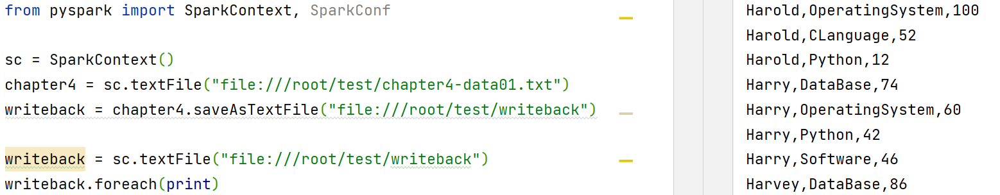 from pyspark import SparkContext, SparkConf
sc = SparkContext()
chapter4 = sc.textFile("file:///root/test/chapter4-data01.txt")
writeback = chapter4.saveAsTextFile("file:///root/test/writeback")
writeback = sc.textFile("file:///root/test/writeback")
writeback.foreach(print)
Harold,OperatingSystem,100
Harold,CLanguage,52
Harold,Python,12
Harry,DataBase,74
Harry,OperatingSystem,60
Harry,Python,42
Harry,Software,46
Harvey,DataBase,86